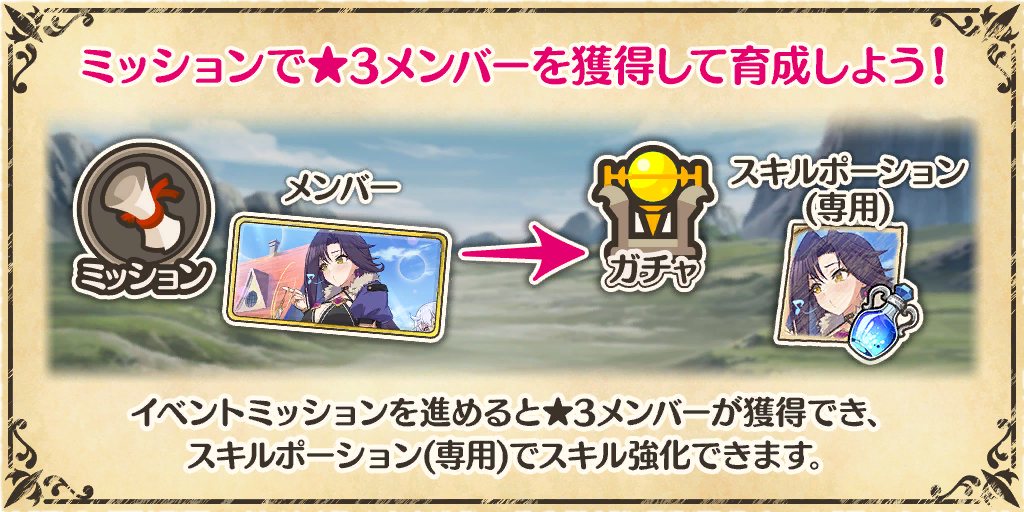 ミッションで★3メンバーを獲得して育成しよう!
ミッション
メンバー
ガチャ
スキルポーション
(専用)
イベントミッションを進めると★3メンバーが獲得でき、
スキルポーション(専用)でスキル強化できます。